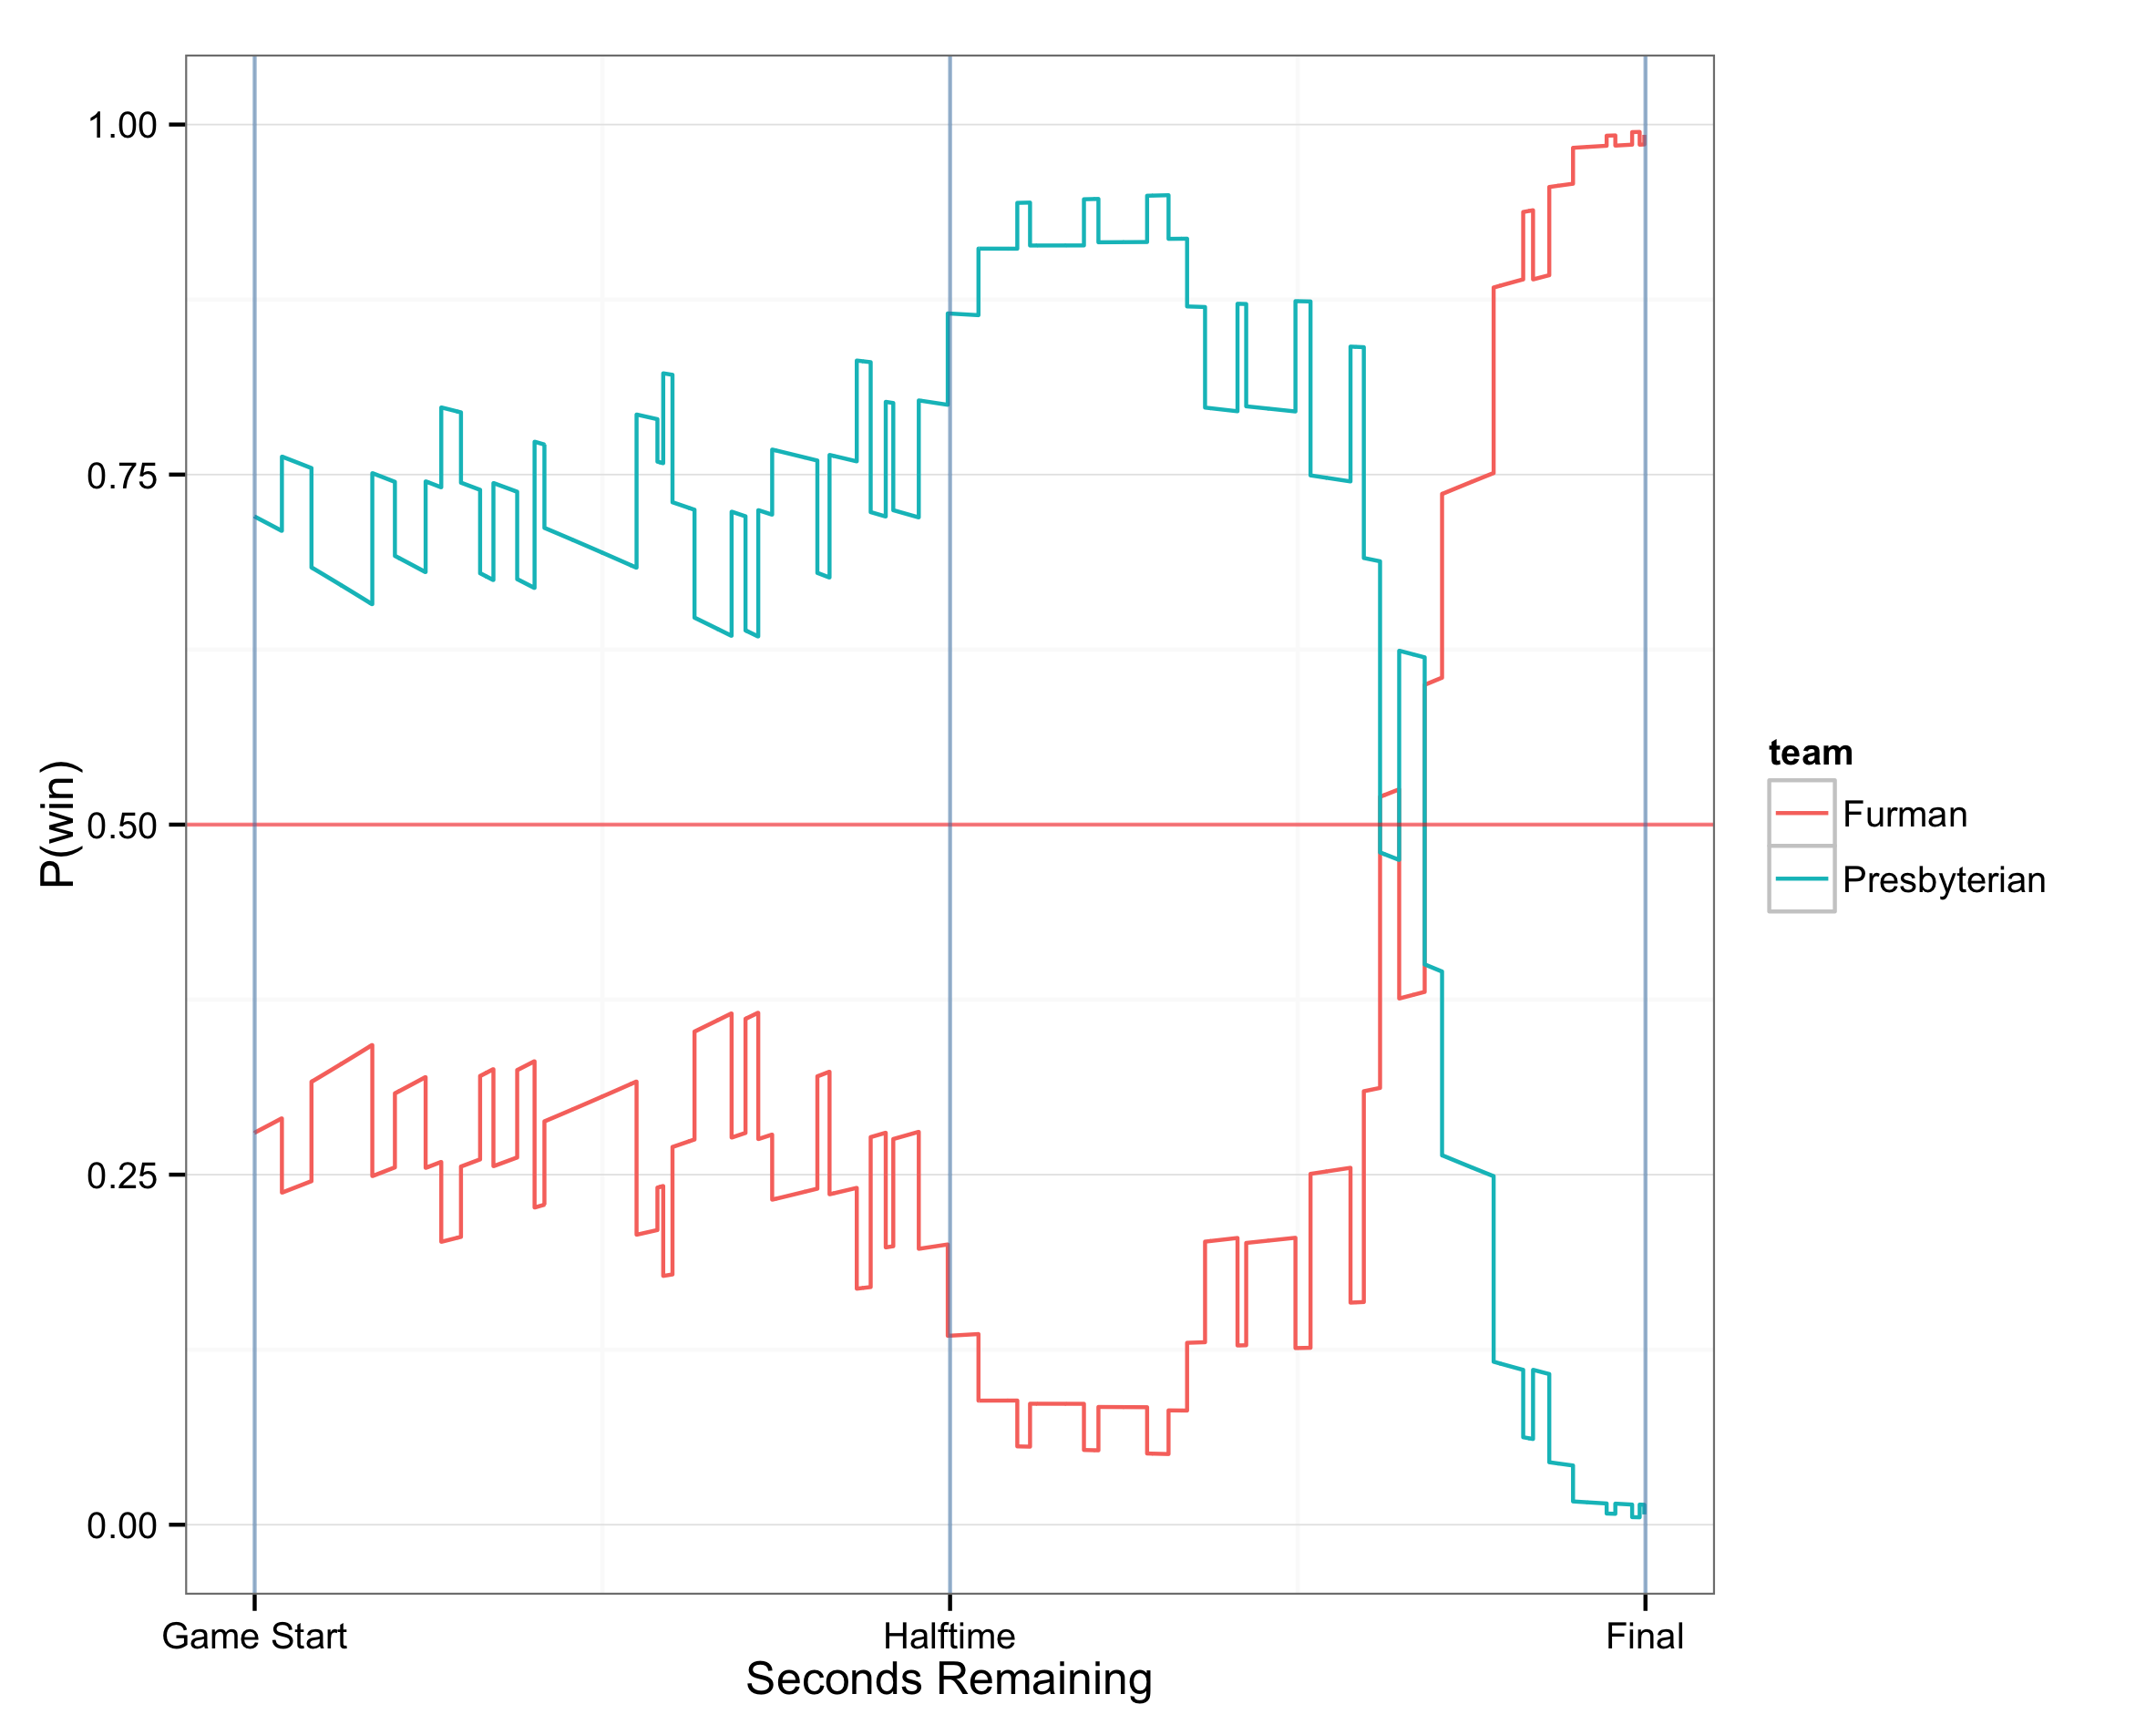 P(win)
1.00
0.75
0.50
0.25
0.00
Game Start
Halftime
Final
Seconds Remaining
team
Furman
Presbyterian